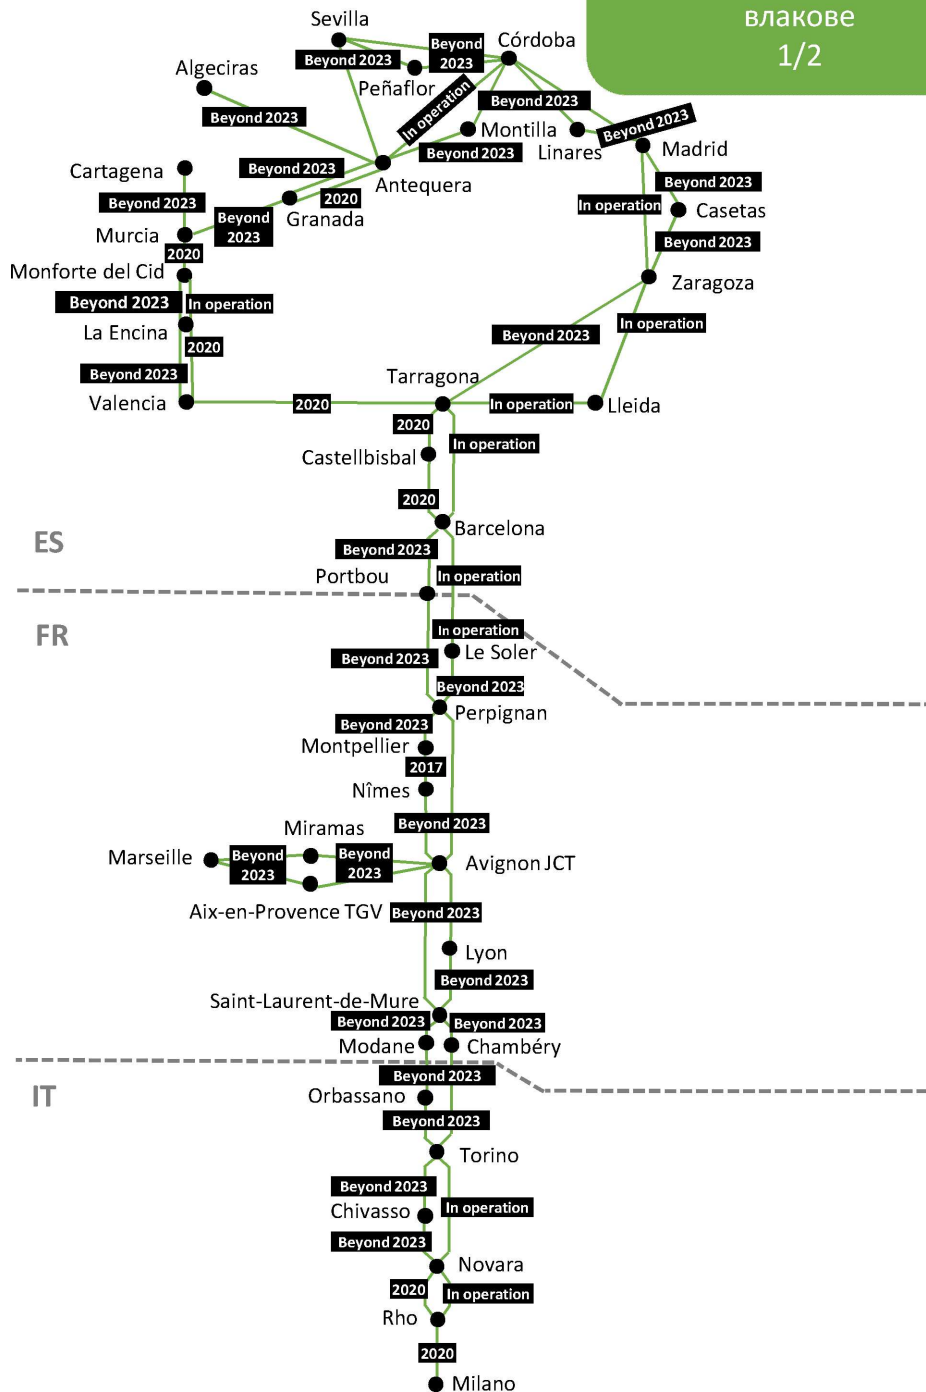 влакове
1/2
Sevilla
Córdoba
Beyond
2023
Beyond 2023
Peñaflor
Algeciras
In operation
Beyond 2023
Beyond 2023
Montilla
Linares
Beyond 2023
Madrid
Beyond 2023
Cartagena
Beyond 2023
Antequera
Beyond 2023
Beyond 2023
2020
Granada
In operation
Casetas
Murcia
Beyond
2023
Beyond 2023
2020
Monforte del Cid
Zaragoza
Beyond 2023
In operation
La Encina
In operation
Beyond 2023
2020
Beyond 2023
Tarragona
Valencia
2020
In operation
Lleida
2020
In operation
Castellbisbal
2020
Barcelona
ES
Beyond 2023
Portbou
In operation
FR
In operation
Le Soler
Beyond 2023
Beyond 2023
Perpignan
Beyond 2023
Montpellier
2017
Nîmes
Beyond 2023
Miramas
Marseille
Beyond
2023
Beyond
2023
Avignon JCT
Aix-en-Provence TGV
Beyond 2023
Lyon
Beyond 2023
Saint-Laurent-de-Mure
Beyond 2023
Beyond 2023
Modane
Chambéry
IT
Beyond 2023
Orbassano
Beyond 2023
Torino
Beyond 2023
In operation
Chivasso
Beyond 2023
Novara
2020
In operation
Rho
2020
Milano